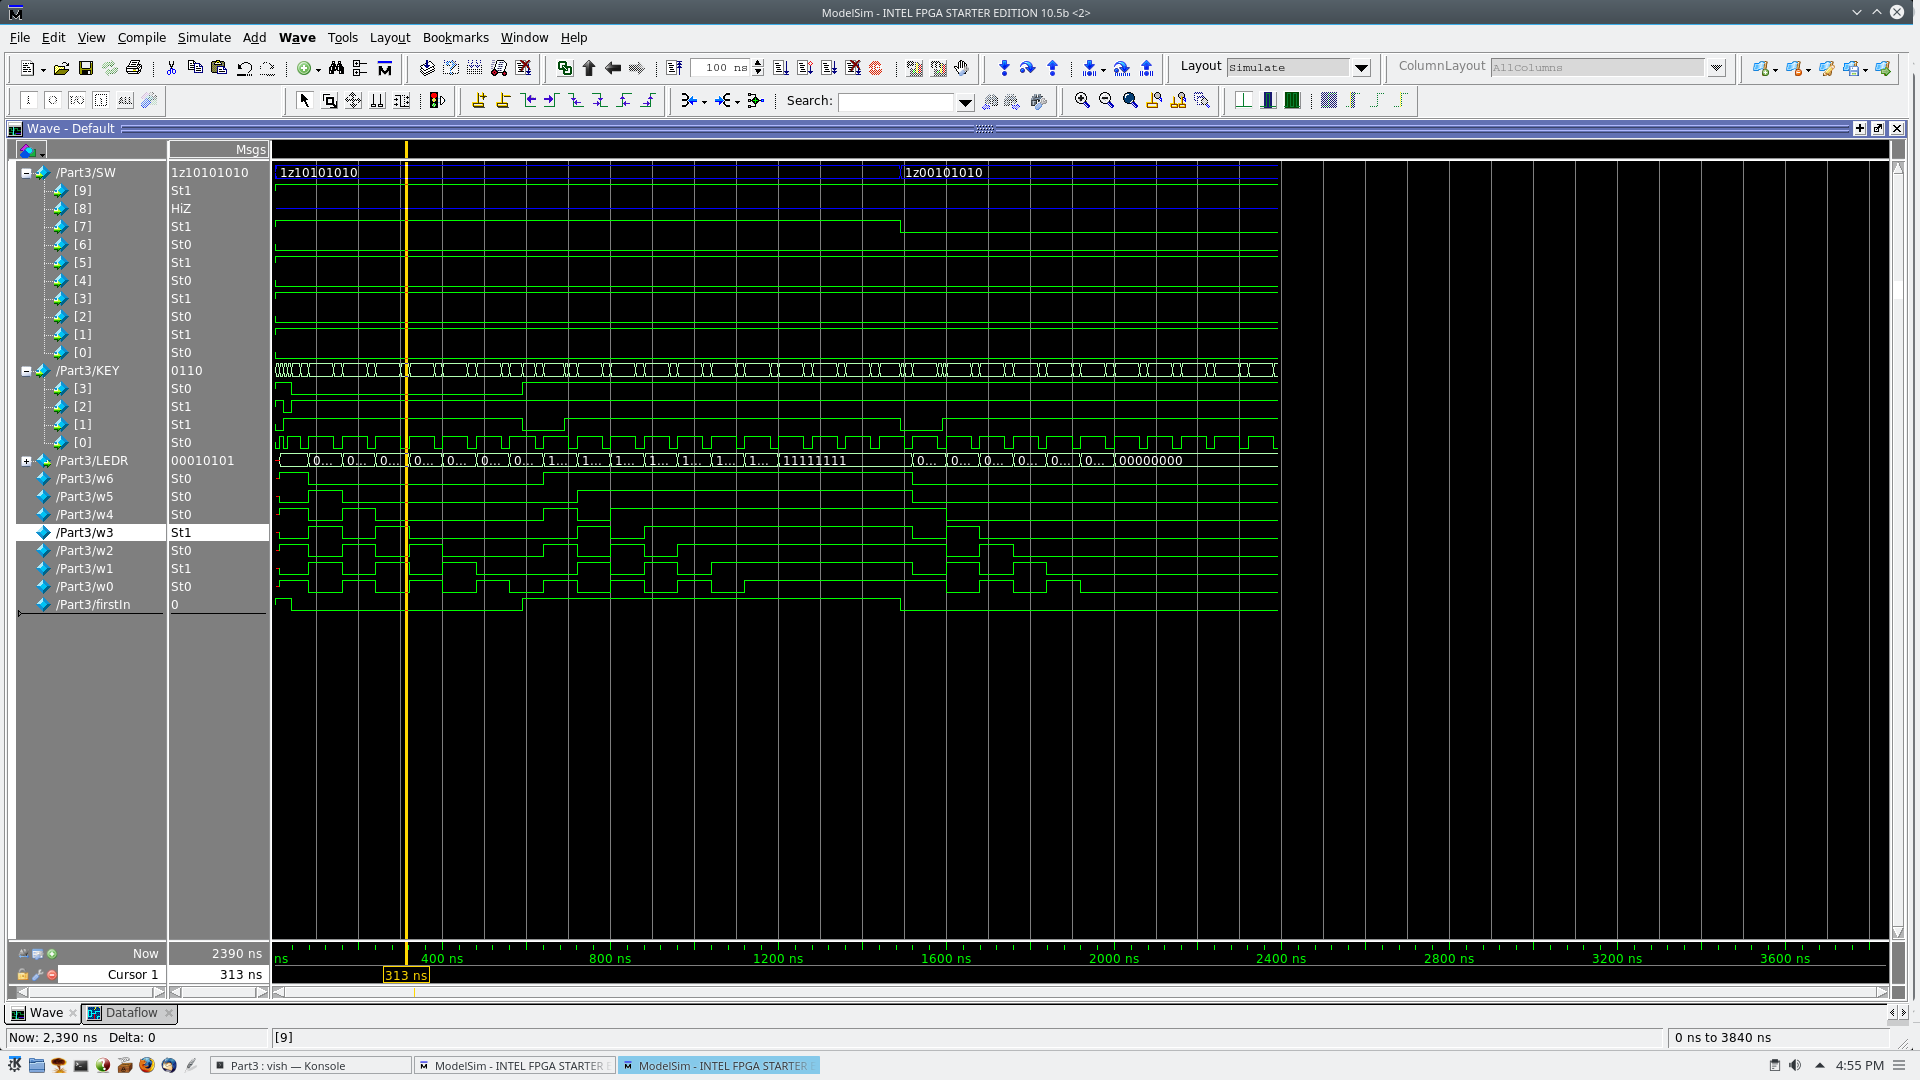 ModelSim - INTEL FPGA STARTER EDITION 10.5b <2>
File Edit View Compile Simulate Add Wave Tools Layout Bookmarks Window Help
100 ns Layout Simulate ColumnLayout AllColumns
Search:
Wave - Default
Msgs
/Part3/SW 1z10101010 1z10101010 1z00101010
[9] St1
[8] HiZ
[7] St1
[6] St0
[5] St1
[4] St0
[3] St1
[2] St0
[1] St1
[0] St0
/Part3/KEY 0110
[3] St0
[2] St1
[1] St1
[0] St0
/Part3/LEDR 00010101 0... 0... 0... 0... 0... 0... 0... 1... 1... 1... 1... 1... 1... 1... 11111111 0... 0... 0... 0... 0... 0... 00000000
/Part3/w6 St0
/Part3/w5 St0
/Part3/w4 St0
/Part3/w3 St1
/Part3/w2 St0
/Part3/w1 St1
/Part3/w0 St0
/Part3/firstIn 0
Now 2390 ns ns 400 ns 800 ns 1200 ns 1600 ns 2000 ns 2400 ns 2800 ns 3200 ns 3600 ns
Cursor 1 313 ns 313 ns
Wave Dataflow
Now: 2,390 ns Delta: 0 [9] 0 ns to 3840 ns
Part3 : vish — Konsole ModelSim - INTEL FPGA STARTER ModelSim - INTEL FPGA STARTER 4:55 PM